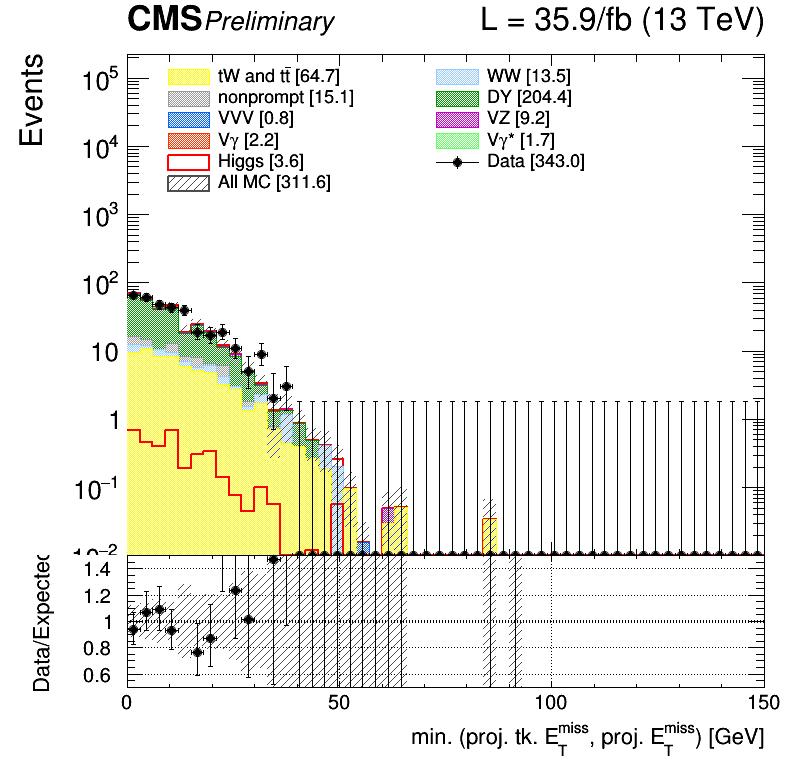 CMS Preliminary L = 35.9/fb (13 TeV)
Events
10⁵
10⁴
10³
10²
10
1
10⁻¹
10⁻²
tW and tt̄ [64.7]
nonprompt [15.1]
VVV [0.8]
Vγ [2.2]
Higgs [3.6]
All MC [311.6]
WW [13.5]
DY [204.4]
VZ [9.2]
Vγ* [1.7]
Data [343.0]
Data/Expected
1.4
1.2
1
0.8
0.6
0 50 100 150
min. (proj. tk. E_T^miss, proj. E_T^miss) [GeV]